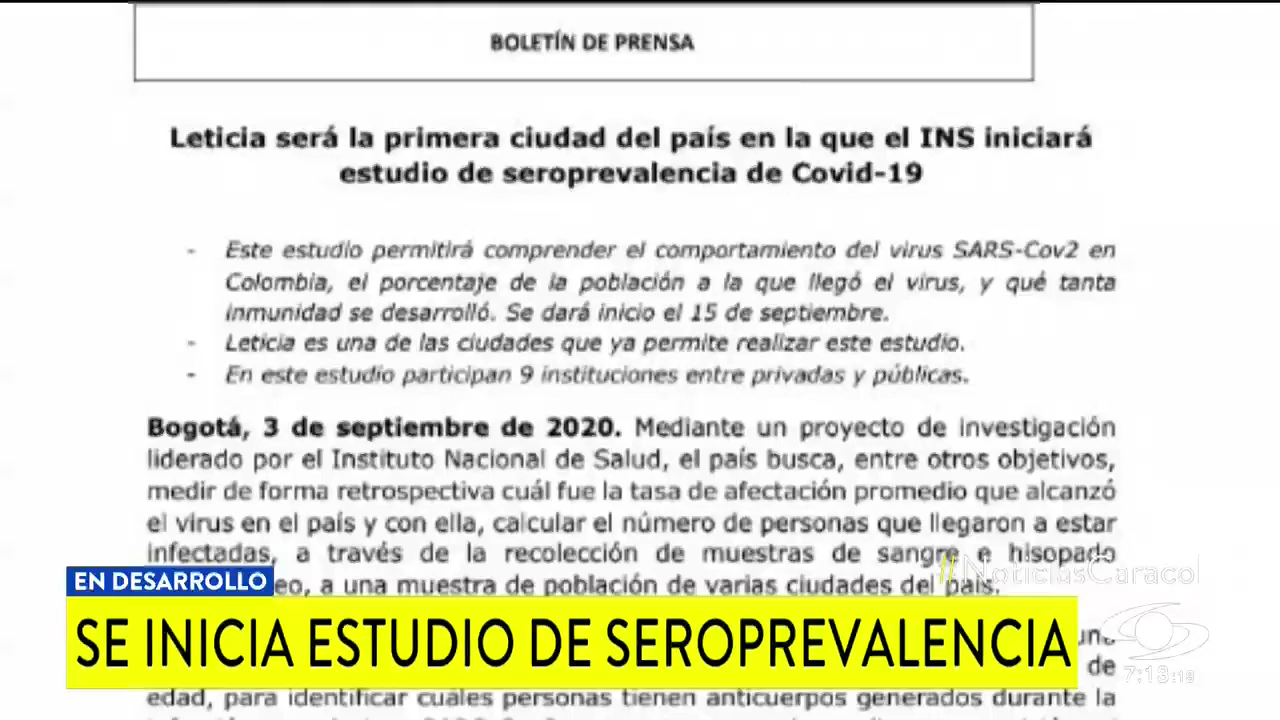 BOLETÍN DE PRENSA
Leticia será la primera ciudad del país en la que el INS iniciará
estudio de seroprevalencia de Covid-19
- Este estudio permitirá comprender el comportamiento del virus SARS-Cov2 en
Colombia, el porcentaje de la población a la que llegó el virus, y qué tanta
inmunidad se desarrolló. Se dará inicio el 15 de septiembre.
- Leticia es una de las ciudades que ya permite realizar este estudio.
- En este estudio participan 9 instituciones entre privadas y públicas.
Bogotá, 3 de septiembre de 2020. Mediante un proyecto de investigación
liderado por el Instituto Nacional de Salud, el país busca, entre otros objetivos,
medir de forma retrospectiva cuál fue la tasa de afectación promedio que alcanzó
el virus en el país y con ella, calcular el número de personas que llegaron a estar
infectadas, a través de la recolección de muestras de sangre e hisopado
#NoticiasCaracol
EN DESARROLLO
eo, a una muestra de población de varias ciudades del país.
SE INICIA ESTUDIO DE SEROPREVALENCIA
de
7:13:19
edad, para identificar cuáles personas tienen anticuerpos generados durante la